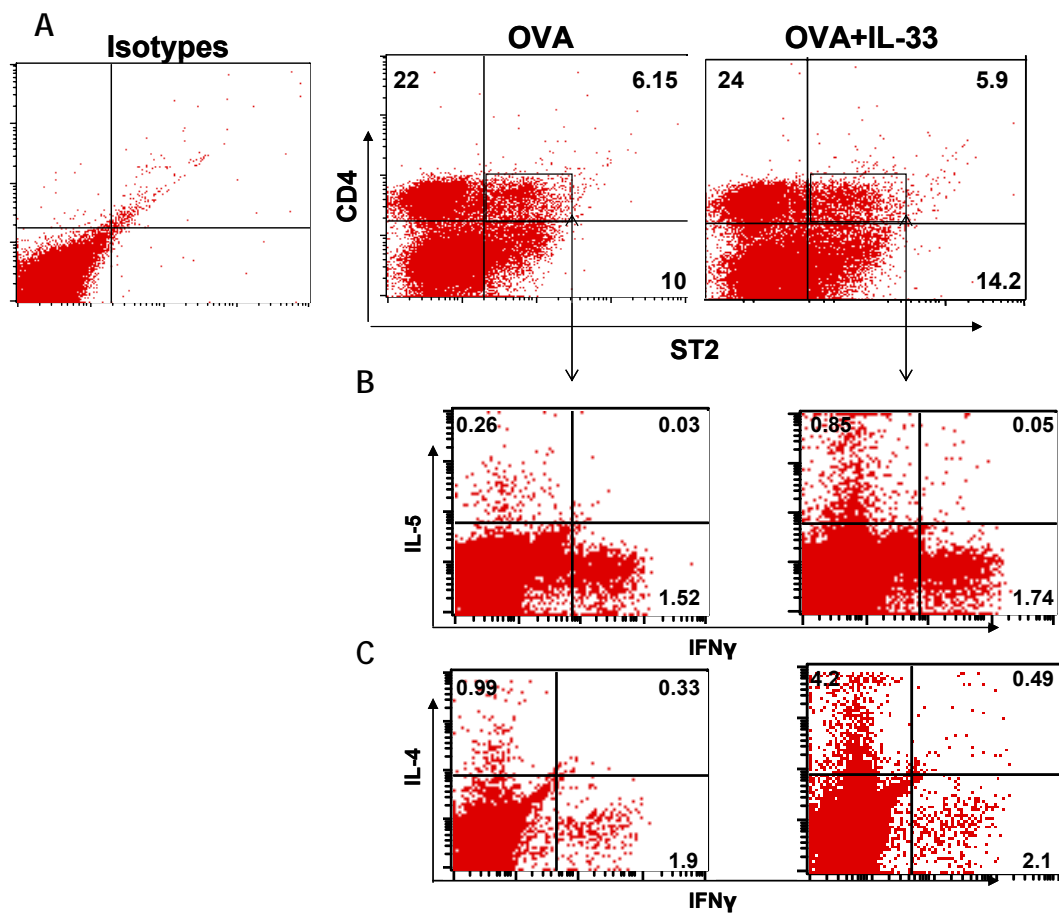 A
Isotypes
OVA
OVA+IL-33
22
6.15
24
5.9
CD4
10
14.2
ST2
B
0.26
0.03
0.85
0.05
IL-5
1.52
1.74
IFNγ
C
0.99
0.33
4.2
0.49
IL-4
1.9
2.1
IFNγ